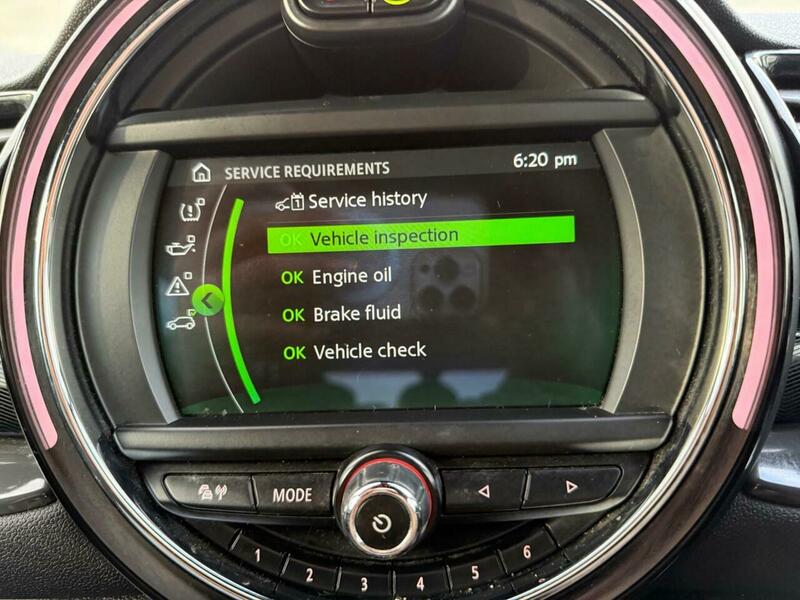 SERVICE REQUIREMENTS 6:20 pm
1 Service history
OK Vehicle inspection
OK Engine oil
OK Brake fluid
OK Vehicle check
MODE
1 2 3 4 5 6